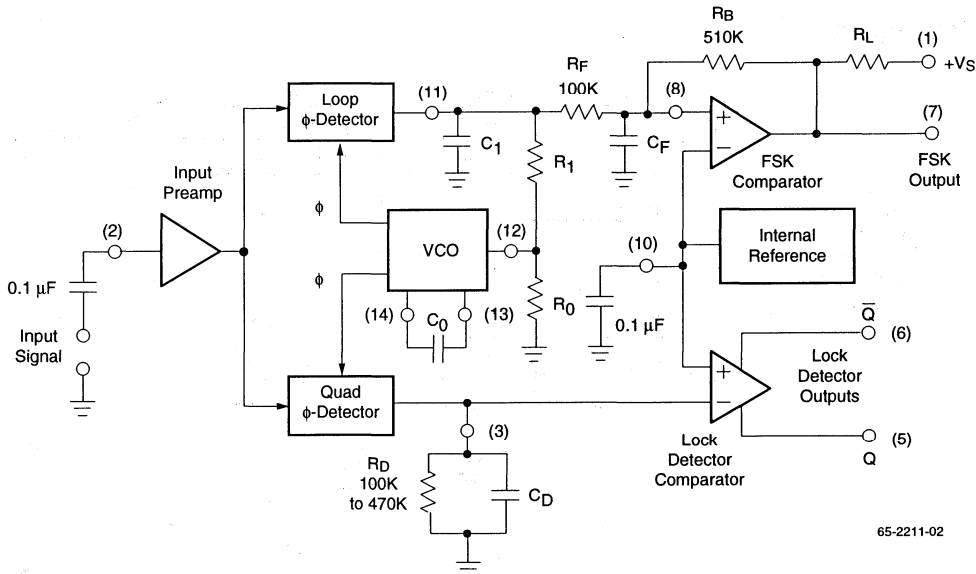 RB
510K
RL
(1)
+VS
RF
100K
Loop
ϕ-Detector
(11)
(8)
+
−
FSK
Comparator
(7)
FSK
Output
C1
CF
R1
Input
Preamp
(2)
ϕ
VCO
(12)
(10)
Internal
Reference
0.1 µF
ϕ
(14)
C0
(13)
R0
0.1 µF
Q̅
(6)
Input
Signal
Quad
ϕ-Detector
+
−
Lock
Detector
Outputs
(3)
Lock
Detector
Comparator
(5)
Q
RD
100K
to 470K
CD
65-2211-02